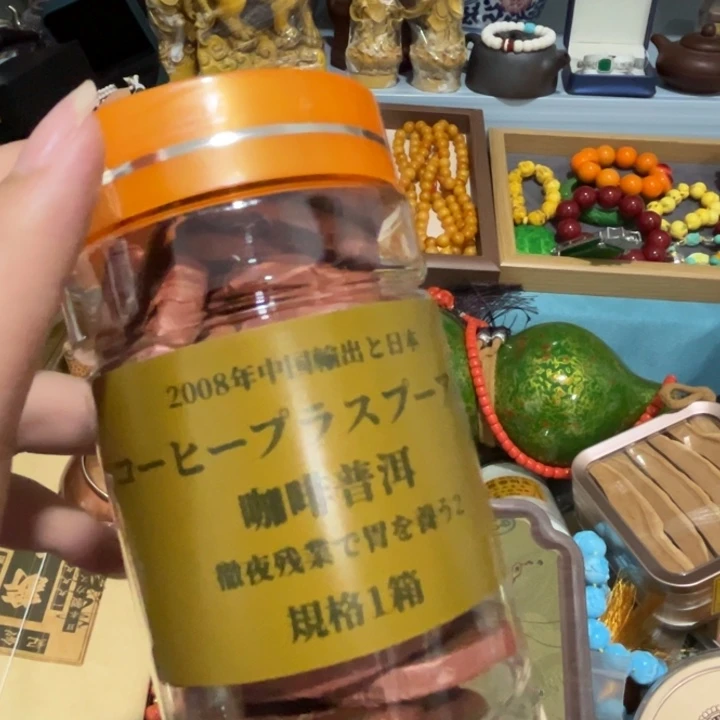 2008年中国輸出と日本
コーヒープラスプーア
咖啡普洱
徹夜残業で胃を養う2
規格1箱